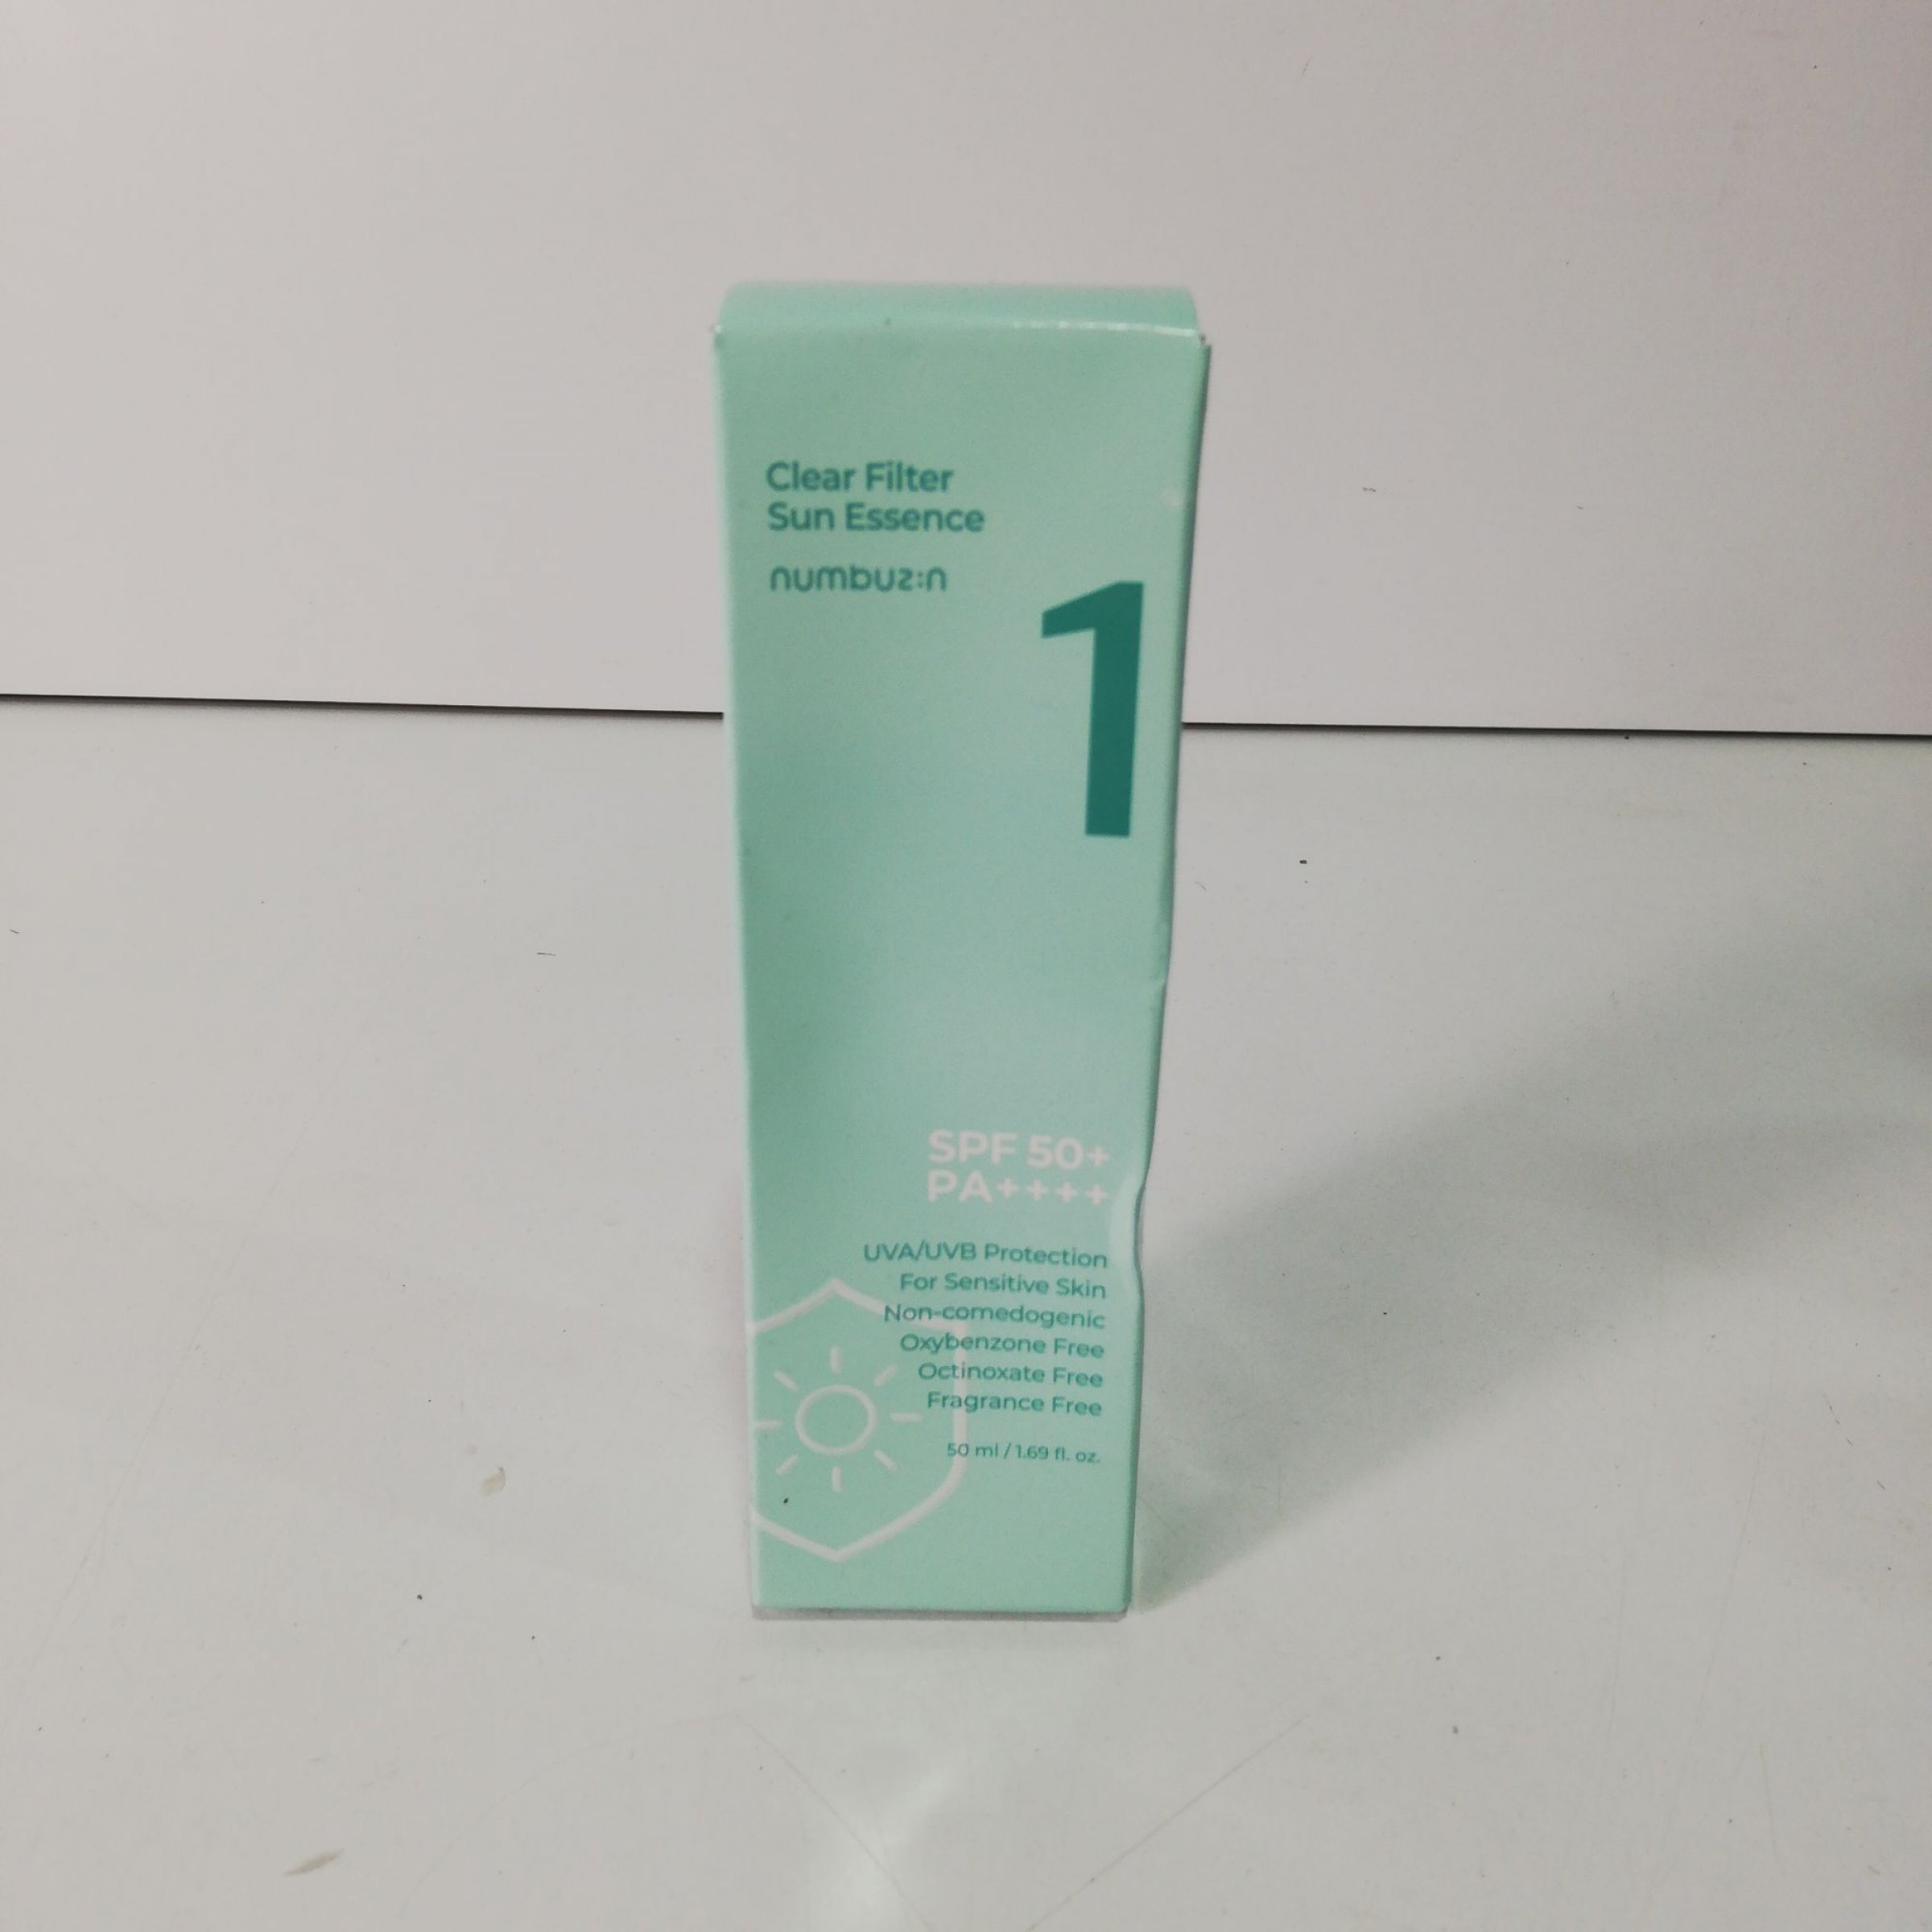 Clear Filter
Sun Essence
numbuz:n
1
SPF 50+
PA++++
UVA/UVB Protection
For Sensitive Skin
Non-comedogenic
Oxybenzone Free
Octinoxate Free
Fragrance Free
50 ml / 1.69 fl. oz.